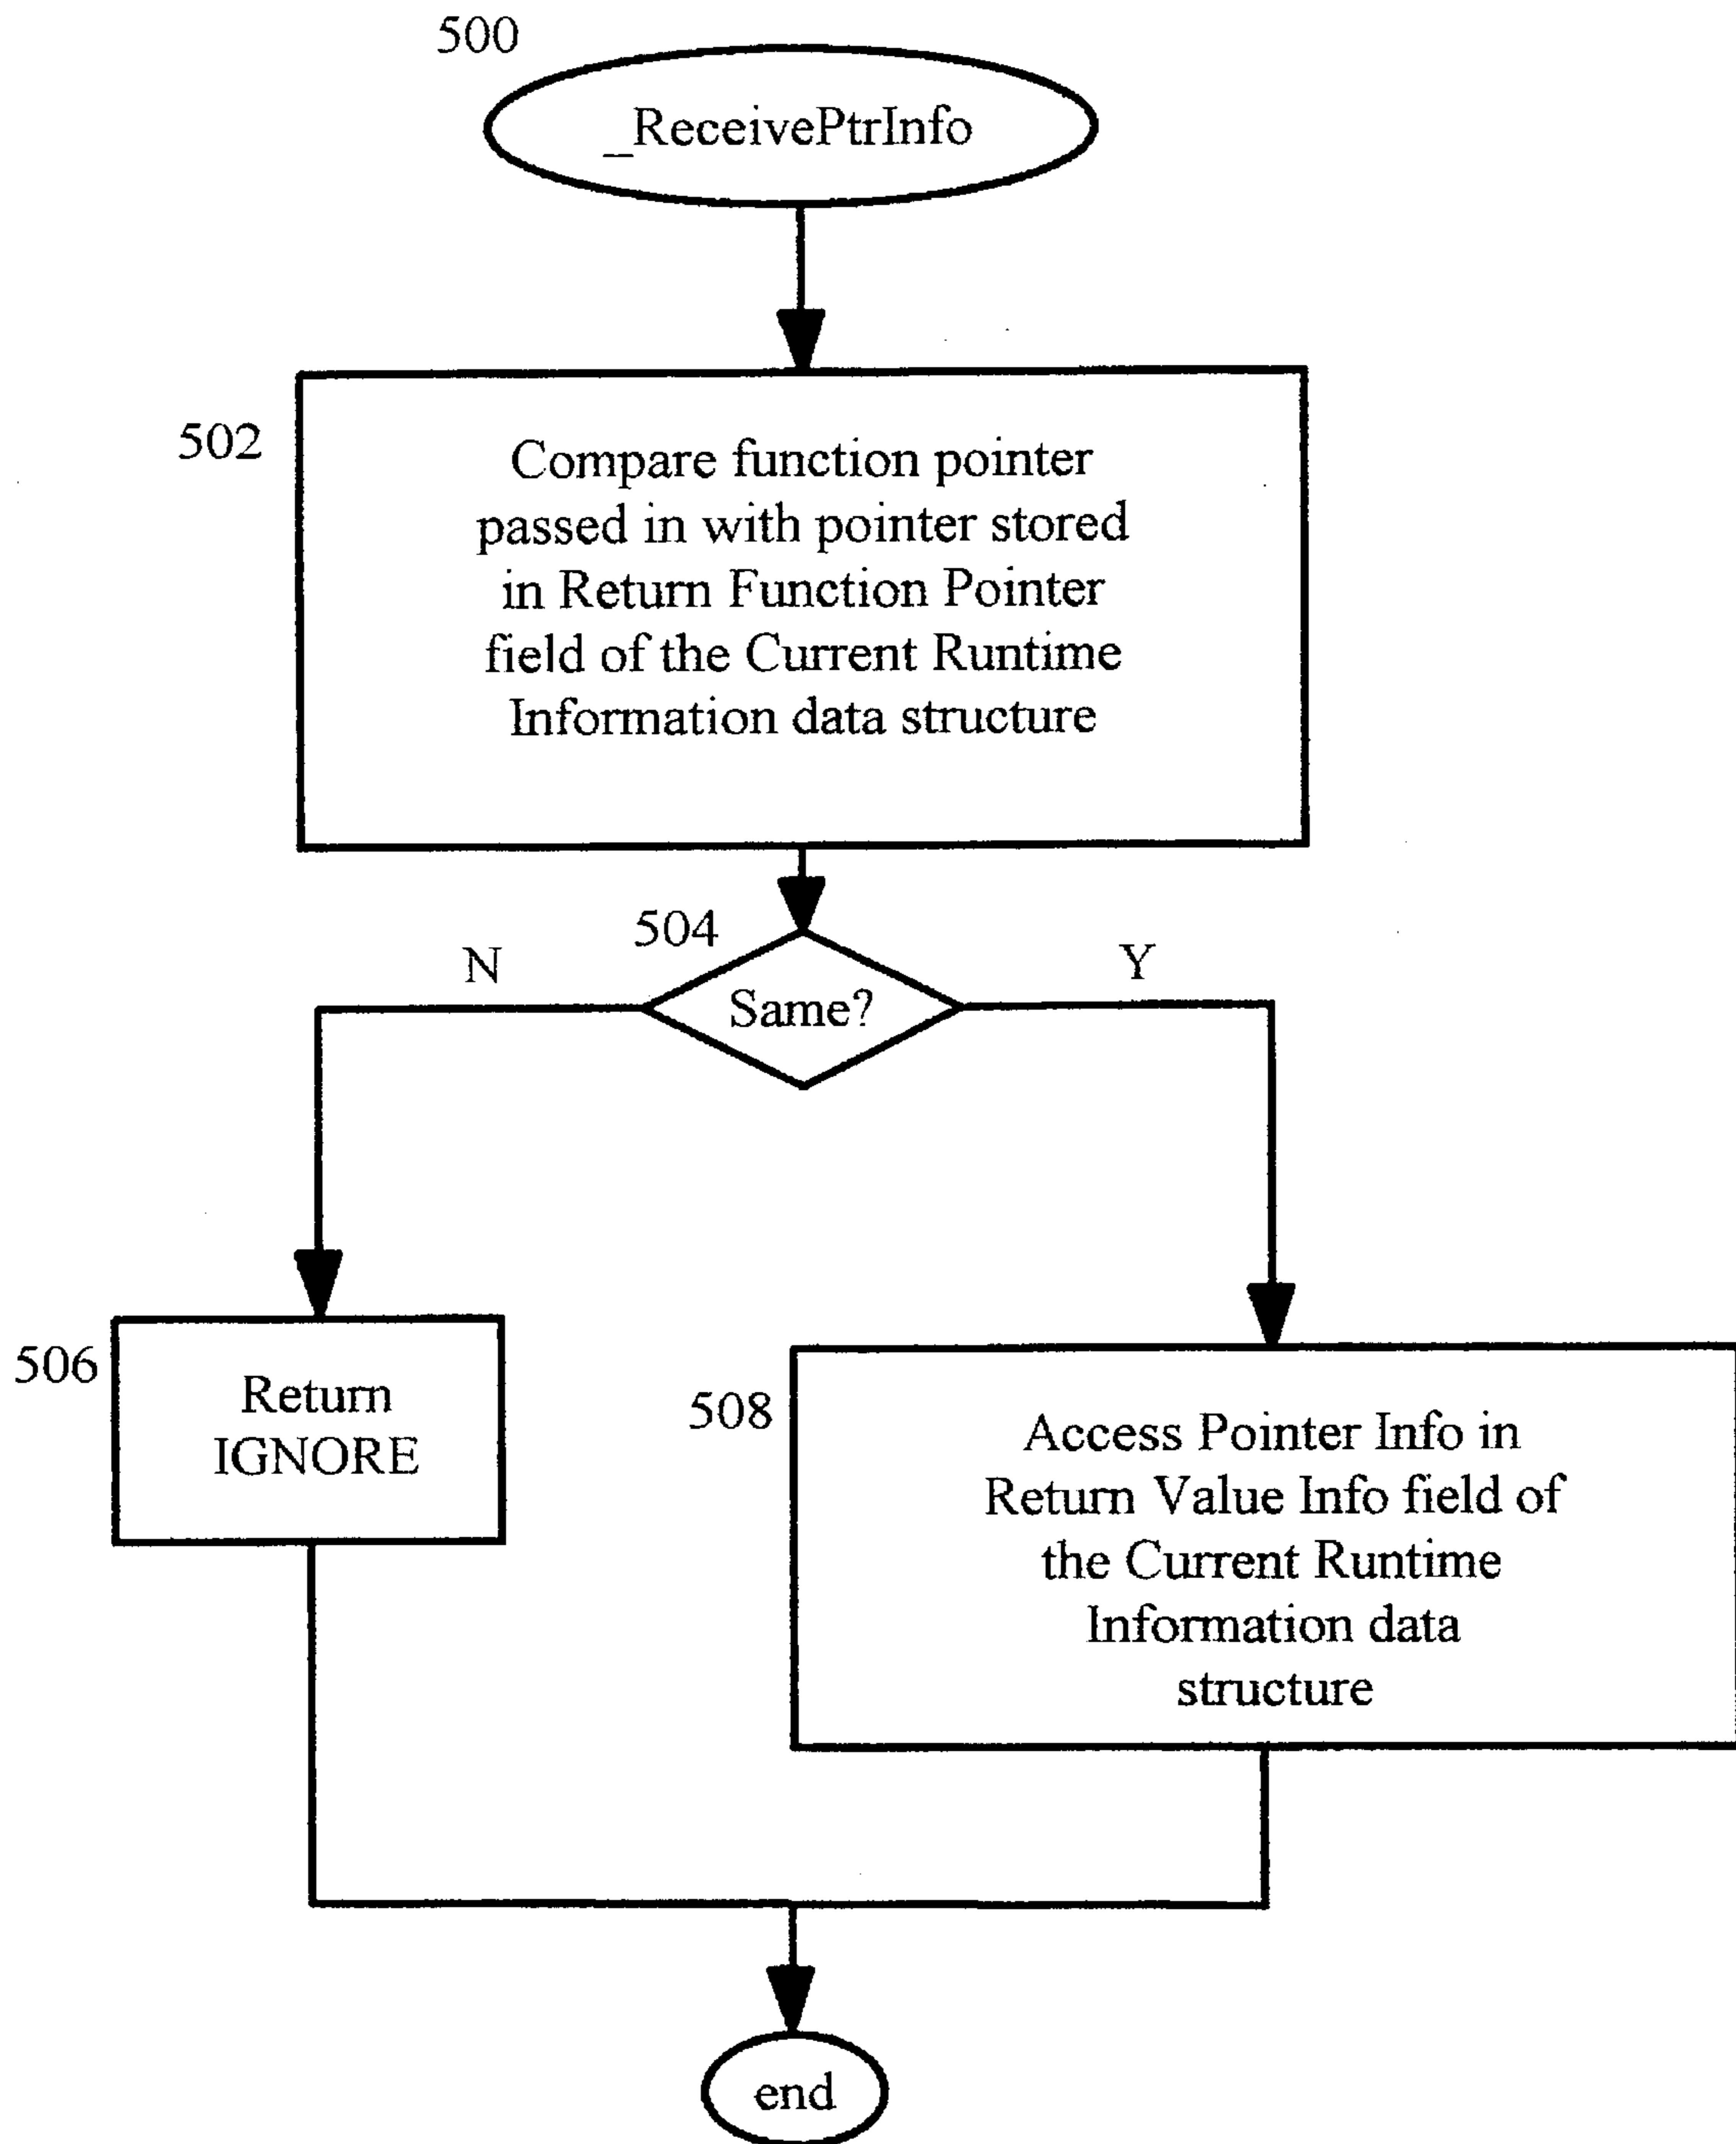 500
_ReceivePtrInfo
502
Compare function pointer
passed in with pointer stored
in Return Function Pointer
field of the Current Runtime
Information data structure
504
N
Y
Same?
506
Return
IGNORE
508
Access Pointer Info in
Return Value Info field of
the Current Runtime
Information data
structure
end